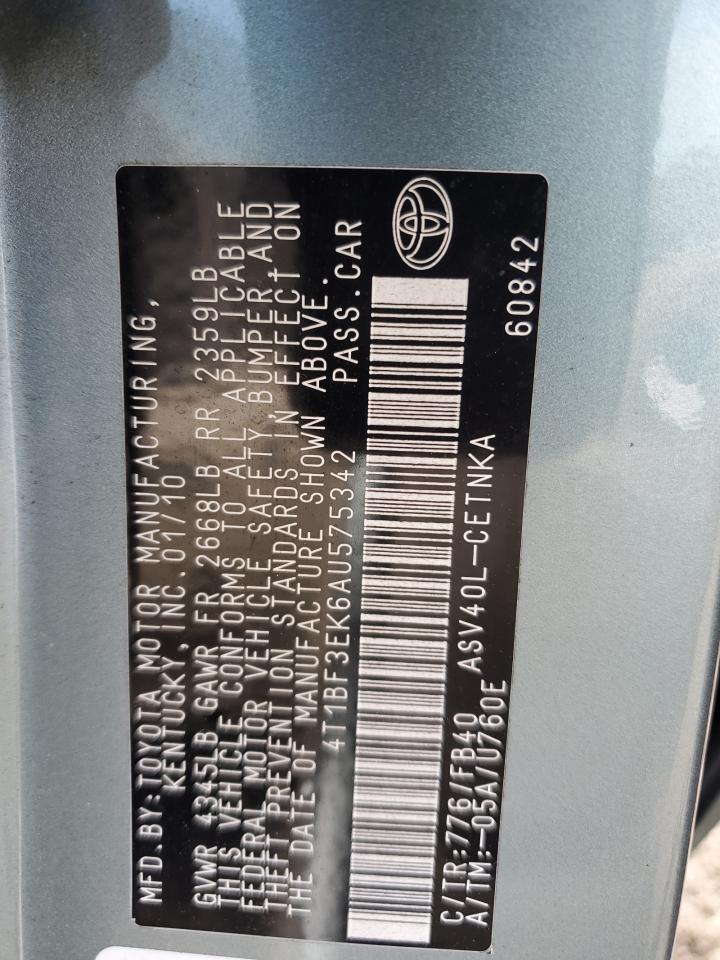 MFD.BY:TOYOTA MOTOR MANUFACTURING,
KENTUCKY, INC.01/10
GVWR 4345LB GAWR FR 2668LB RR 2359LB
THIS VEHICLE CONFORMS TO ALL APPLICABLE
FEDERAL MOTOR VEHICLE SAFETY,BUMPER,AND
THEFT PREVENTION STANDARDS IN EFFECT ON
THE DATE OF MANUFACTURE SHOWN ABOVE.
4T1BF3EK6AU575342 PASS.CAR
C/TR:776/FB40 ASV40L-CETNKA
A/TM:-05A/U760E 60842